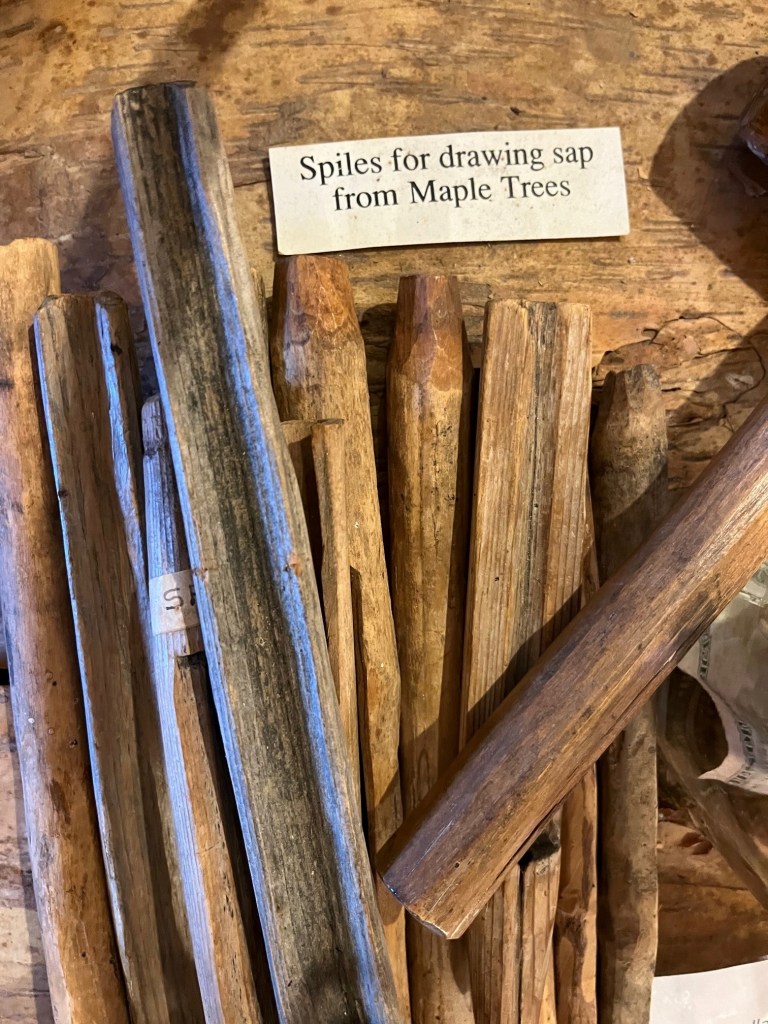 Spiles for drawing sap
from Maple Trees